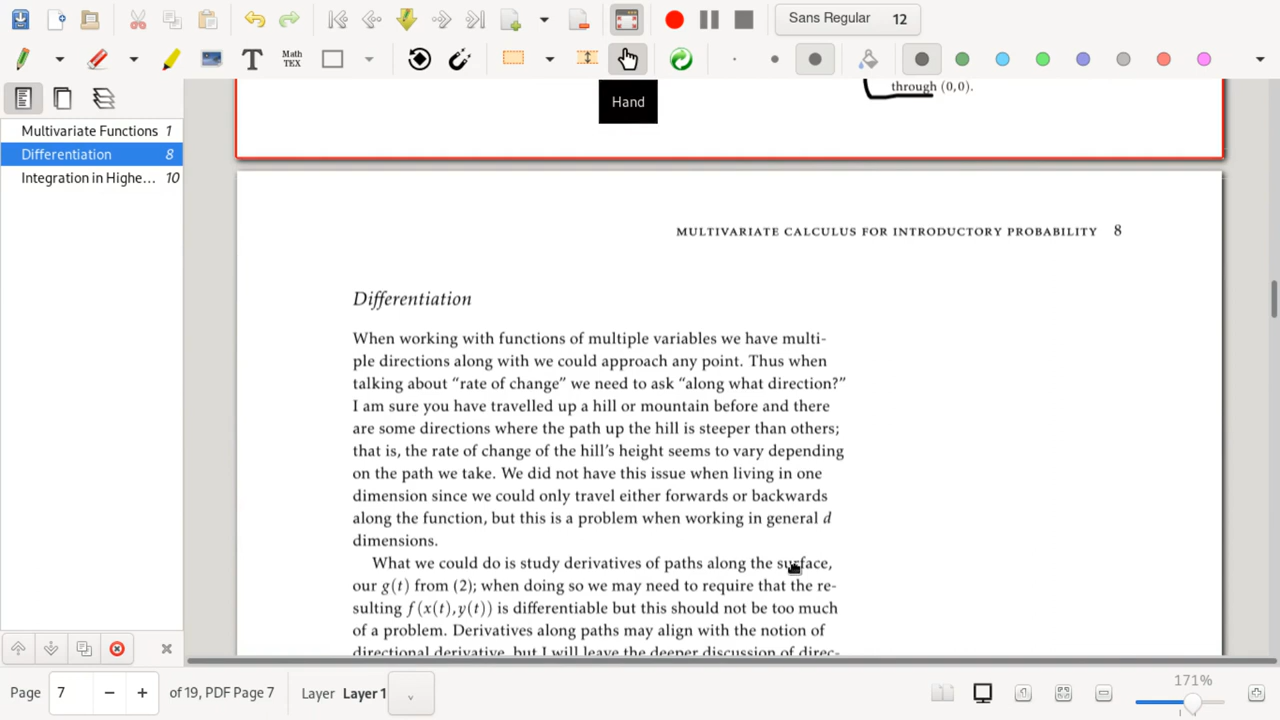 Sans Regular 12
Math
TEX
Hand
through (0,0).
Multivariate Functions 1
Differentiation 8
Integration in Highe... 10
MULTIVARIATE CALCULUS FOR INTRODUCTORY PROBABILITY 8
Differentiation
When working with functions of multiple variables we have multi-
ple directions along with we could approach any point. Thus when
talking about “rate of change” we need to ask “along what direction?”
I am sure you have travelled up a hill or mountain before and there
are some directions where the path up the hill is steeper than others;
that is, the rate of change of the hill’s height seems to vary depending
on the path we take. We did not have this issue when living in one
dimension since we could only travel either forwards or backwards
along the function, but this is a problem when working in general d
dimensions.
What we could do is study derivatives of paths along the surface,
our g(t) from (2); when doing so we may need to require that the re-
sulting f(x(t),y(t)) is differentiable but this should not be too much
of a problem. Derivatives along paths may align with the notion of
directional derivative, but I will leave the deeper discussion of direc-
Page 7 of 19, PDF Page 7 Layer Layer 1 171%